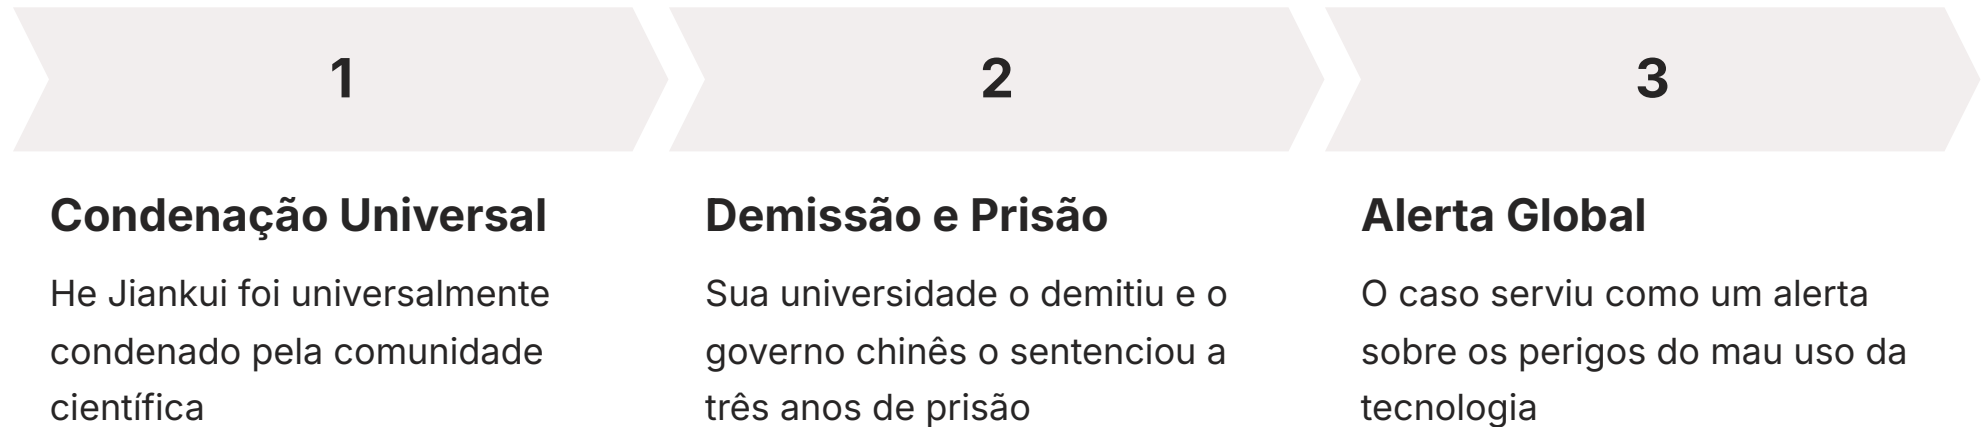 1
Condenação Universal
He Jiankui foi universalmente
condenado pela comunidade
científica
2
Demissão e Prisão
Sua universidade o demitiu e o
governo chinês o sentenciou a
três anos de prisão
3
Alerta Global
O caso serviu como um alerta
sobre os perigos do mau uso da
tecnologia